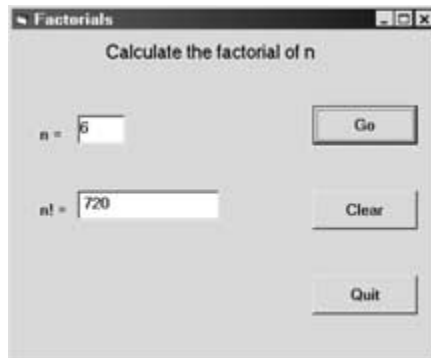 Factorials
Calculate the factorial of n
n = 6
Go
n! = 720
Clear
Quit